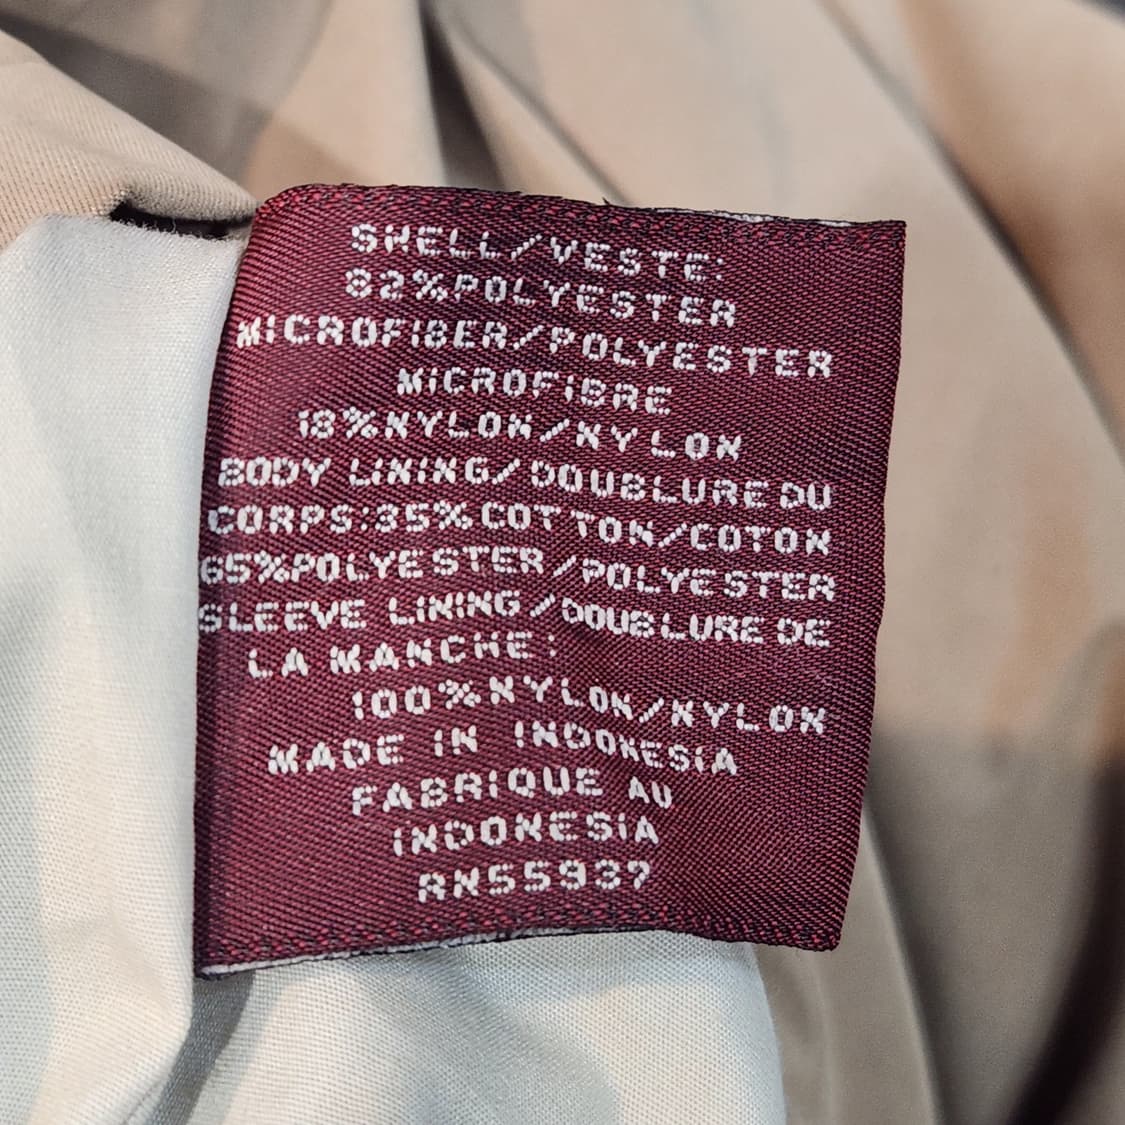 SHELL/VESTE:
82%POLYESTER
MICROFIBER/POLYESTER
MICROFIBRE
18%NYLON/NYLON
BODY LINING/DOUBLURE DU
CORPS:35%COTTON/COTON
65%POLYESTER/POLYESTER
SLEEVE LINING/DOUBLURE DE
LA MANCHE:
100%NYLON/NYLON
MADE IN INDONESIA
FABRIQUE AU
INDONESIA
RN55937